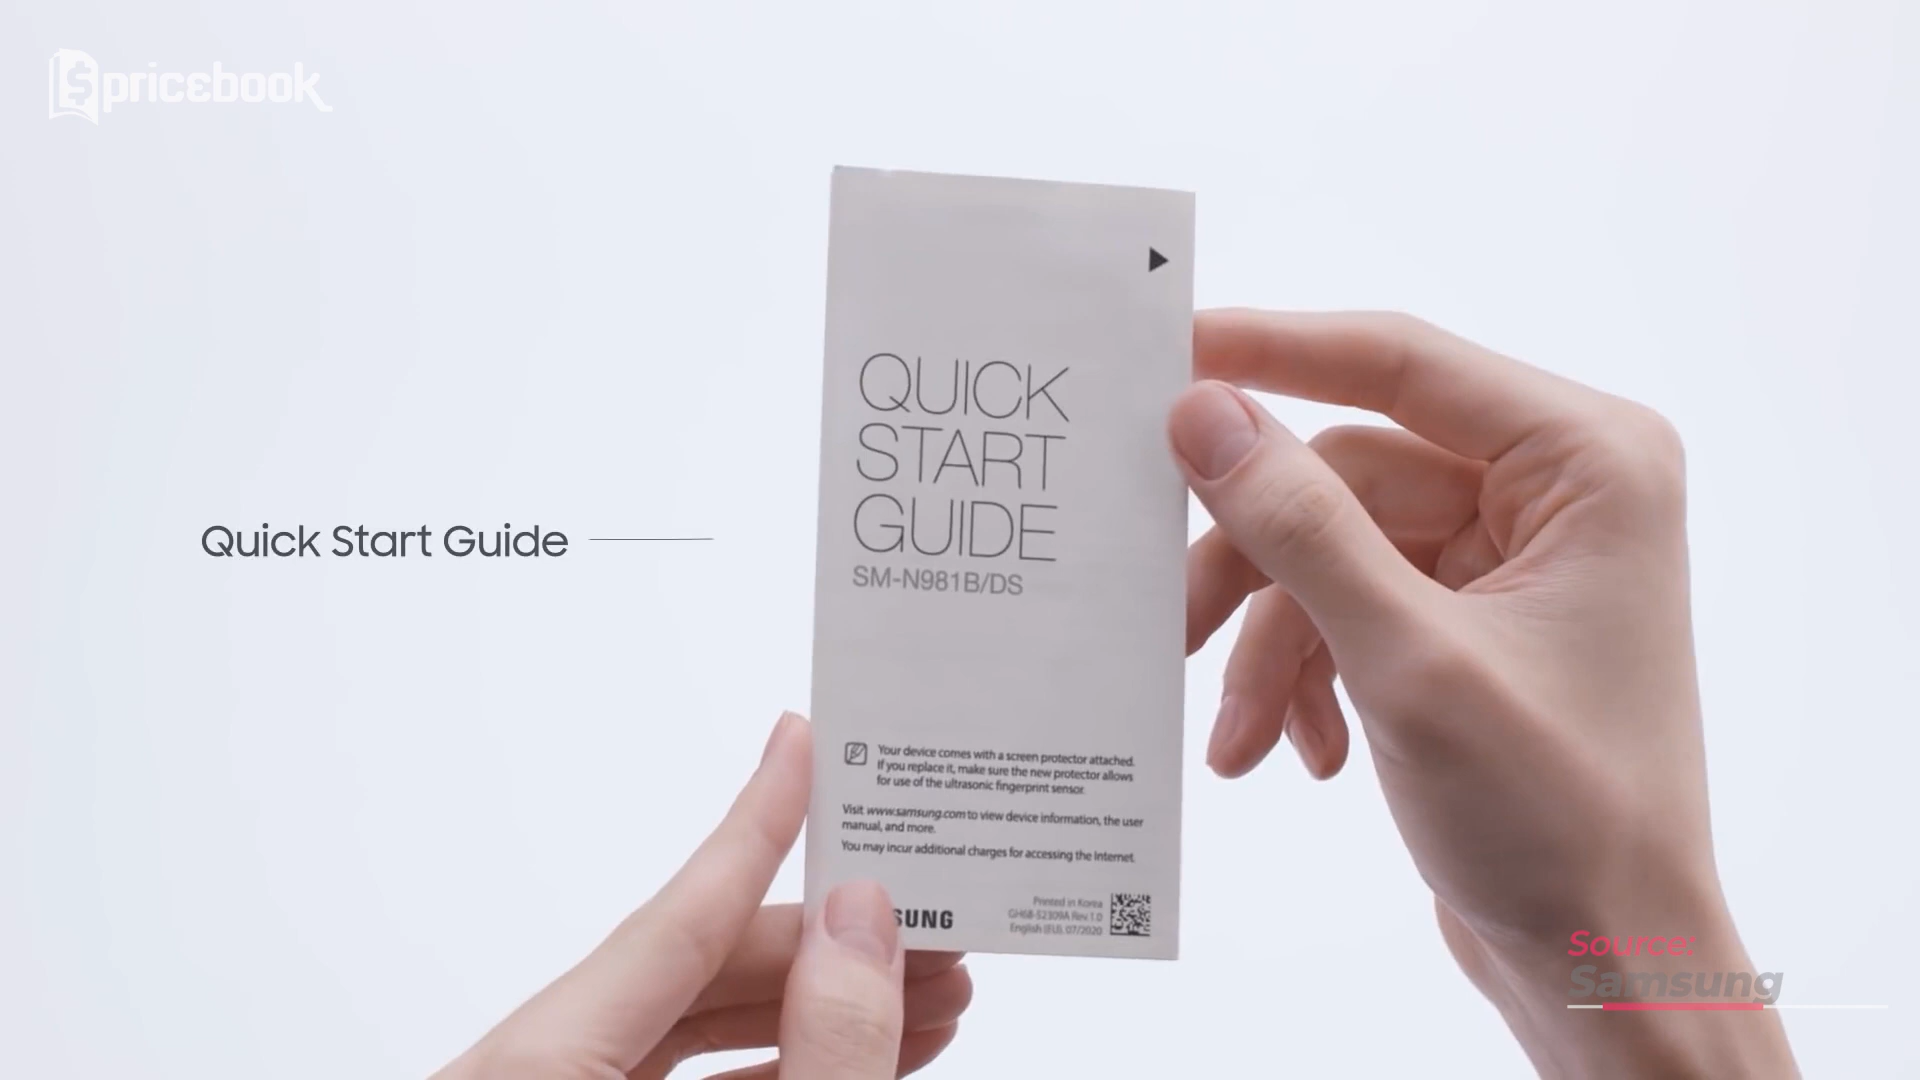 pricebook
Quick Start Guide
QUICK
START
GUIDE
SM-N981B/DS
Your device comes with a screen protector attached.
If you replace it, make sure the new protector allows
for use of the ultrasonic fingerprint sensor.
Visit www.samsung.com to view device information, the user
manual, and more.
You may incur additional charges for accessing the Internet.
SUNG
Printed in Korea
GH68-52309A Rev.1.0
English (EU). 07/2020
Source:
Samsung